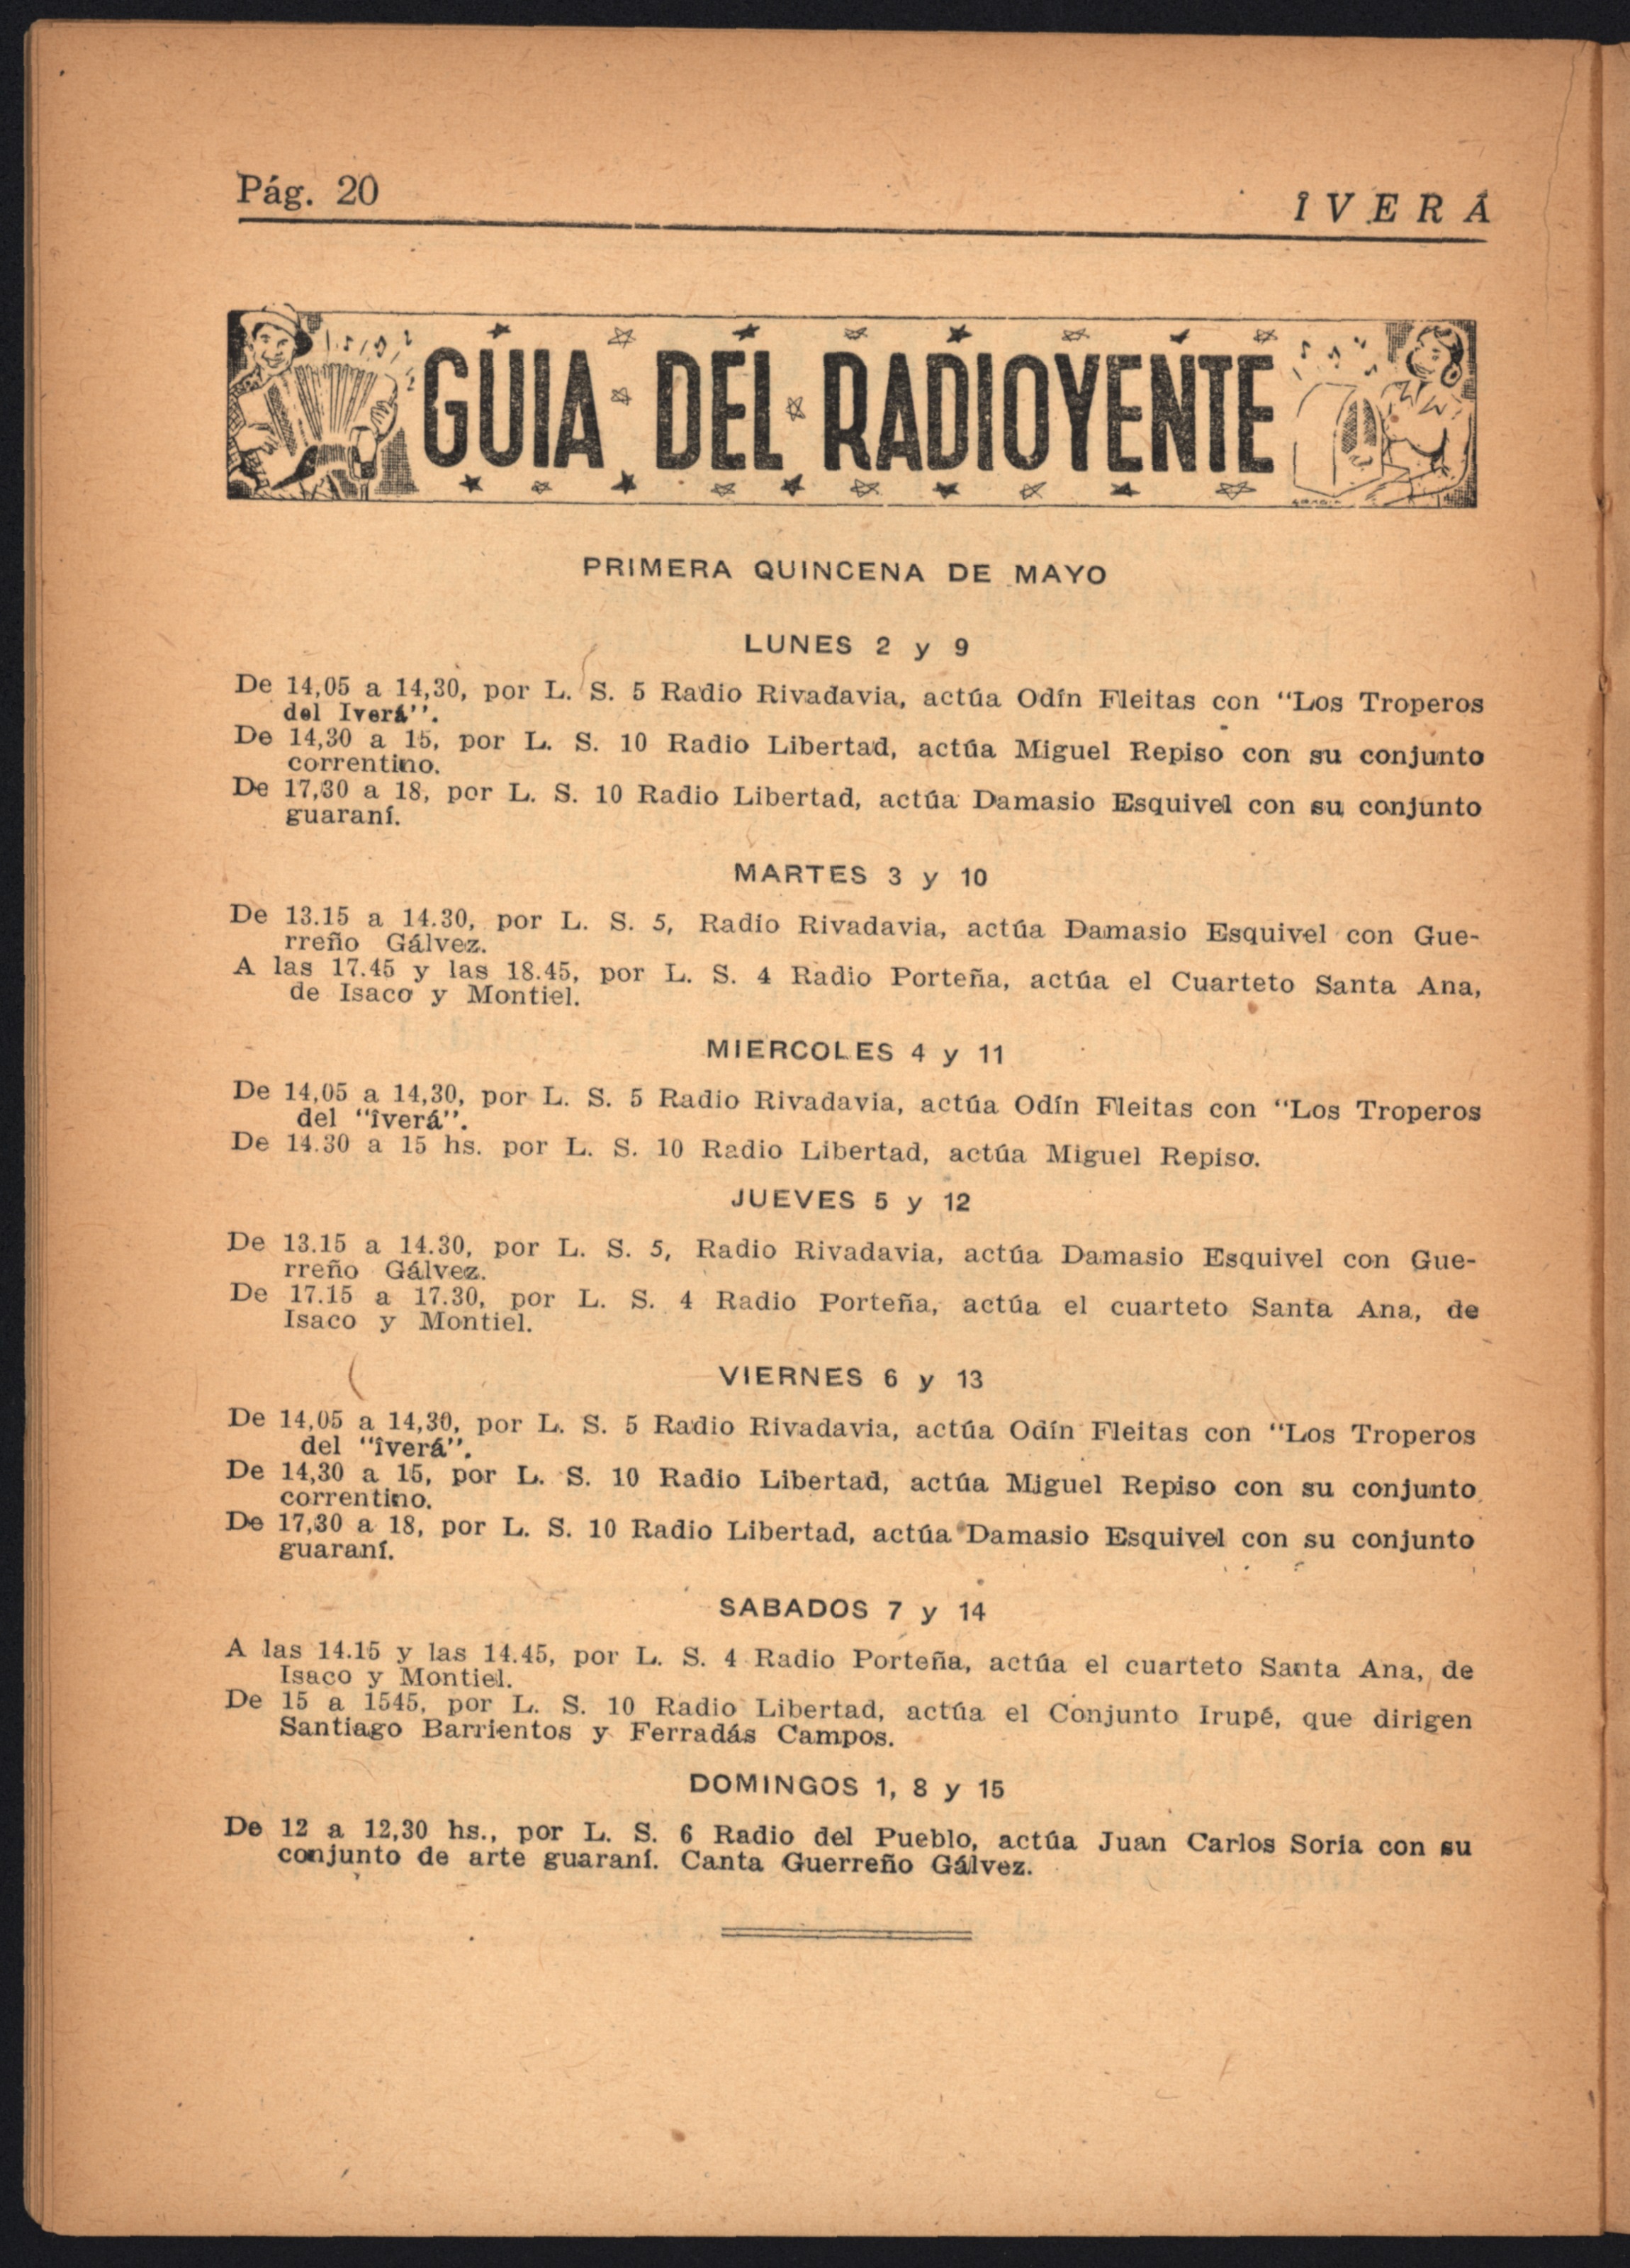 Pág. 20
ÎVERÁ
GUIA DEL RADIOYENTE
PRIMERA QUINCENA DE MAYO
LUNES 2 y 9
De 14,05 a 14,30, por L. S. 5 Radio Rivadavia, actúa Odín Fleitas con “Los Troperos
del Iverá”.
De 14,30 a 15, por L. S. 10 Radio Libertad, actúa Miguel Repiso con su conjunto
correntino.
De 17,30 a 18, por L. S. 10 Radio Libertad, actúa Damasio Esquivel con su conjunto
guaraní.
MARTES 3 y 10
De 13.15 a 14.30, por L. S. 5, Radio Rivadavia, actúa Damasio Esquivel con Gue-
rreño Gálvez.
A las 17.45 y las 18.45, por L. S. 4 Radio Porteña, actúa el Cuarteto Santa Ana,
de Isaco y Montiel.
MIERCOLES 4 y 11
De 14,05 a 14,30, por L. S. 5 Radio Rivadavia, actúa Odín Fleitas con “Los Troperos
del “îverá”.
De 14.30 a 15 hs. por L. S. 10 Radio Libertad, actúa Miguel Repiso.
JUEVES 5 y 12
De 13.15 a 14.30, por L. S. 5, Radio Rivadavia, actúa Damasio Esquivel con Gue-
rreño Gálvez.
De 17.15 a 17.30, por L. S. 4 Radio Porteña, actúa el cuarteto Santa Ana, de
Isaco y Montiel.
VIERNES 6 y 13
De 14,05 a 14,30, por L. S. 5 Radio Rivadavia, actúa Odín Fleitas con “Los Troperos
del “îverá”.
De 14,30 a 15, por L. S. 10 Radio Libertad, actúa Miguel Repiso con su conjunto
correntino.
De 17,30 a 18, por L. S. 10 Radio Libertad, actúa Damasio Esquivel con su conjunto
guaraní.
SABADOS 7 y 14
A las 14.15 y las 14.45, por L. S. 4 Radio Porteña, actúa el cuarteto Santa Ana, de
Isaco y Montiel.
De 15 a 1545, por L. S. 10 Radio Libertad, actúa el Conjunto Irupé, que dirigen
Santiago Barrientos y Ferradás Campos.
DOMINGOS 1, 8 y 15
De 12 a 12,30 hs., por L. S. 6 Radio del Pueblo, actúa Juan Carlos Soria con su
conjunto de arte guaraní. Canta Guerreño Gálvez.